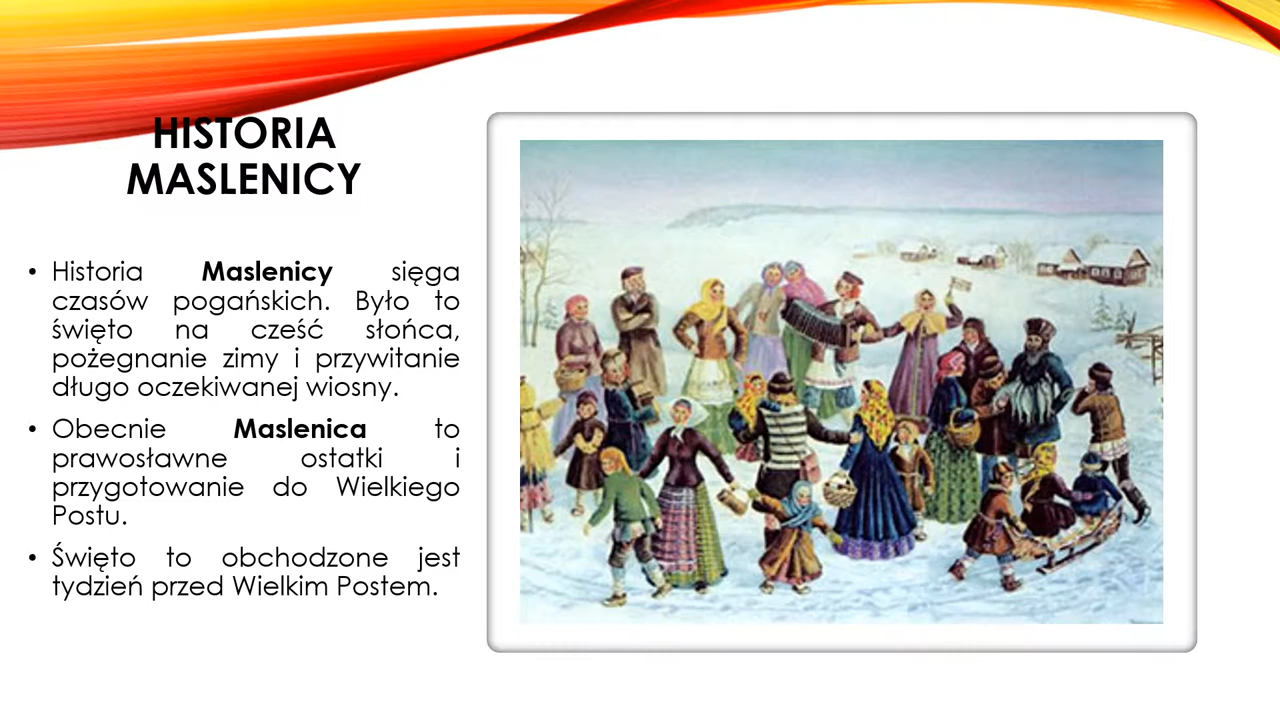 HISTORIA
MASLENICY
• Historia Maslenicy sięga
czasów pogańskich. Było to
święto na cześć słońca,
pożegnanie zimy i przywitanie
długo oczekiwanej wiosny.
• Obecnie Maslenica to
prawosławne ostatki i
przygotowanie do Wielkiego
Postu.
• Święto to obchodzone jest
tydzień przed Wielkim Postem.